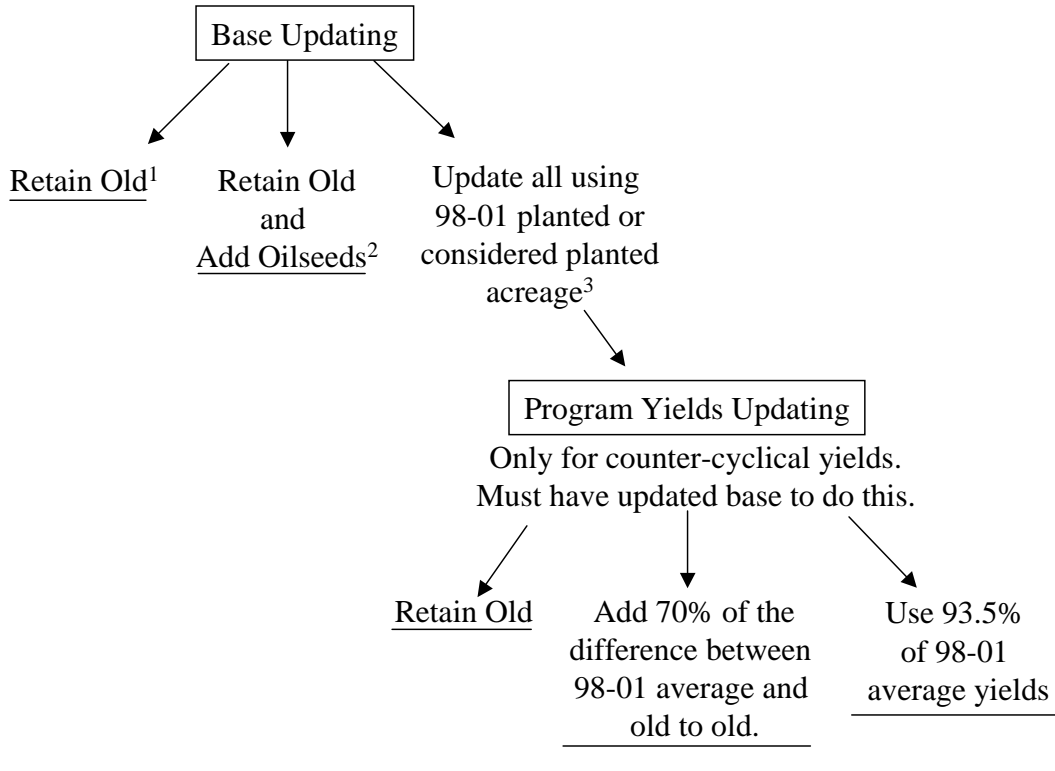 Base Updating
Retain Old¹
Retain Old
and
Add Oilseeds²
Update all using
98-01 planted or
considered planted
acreage³
Program Yields Updating
Only for counter-cyclical yields.
Must have updated base to do this.
Retain Old
Add 70% of the
difference between
98-01 average and
old to old.
Use 93.5%
of 98-01
average yields